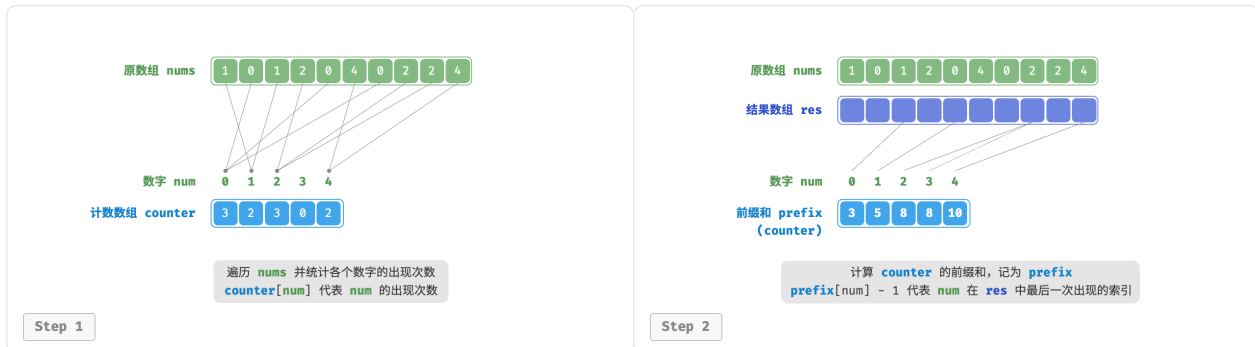 原数组 nums 1 0 1 2 0 4 0 2 2 4
数字 num 0 1 2 3 4
计数数组 counter 3 2 3 0 2
遍历 nums 并统计各个数字的出现次数
counter[num] 代表 num 的出现次数
Step 1
原数组 nums 1 0 1 2 0 4 0 2 2 4
结果数组 res
数字 num 0 1 2 3 4
前缀和 prefix 3 5 8 8 10
(counter)
计算 counter 的前缀和，记为 prefix
prefix[num] - 1 代表 num 在 res 中最后一次出现的索引
Step 2